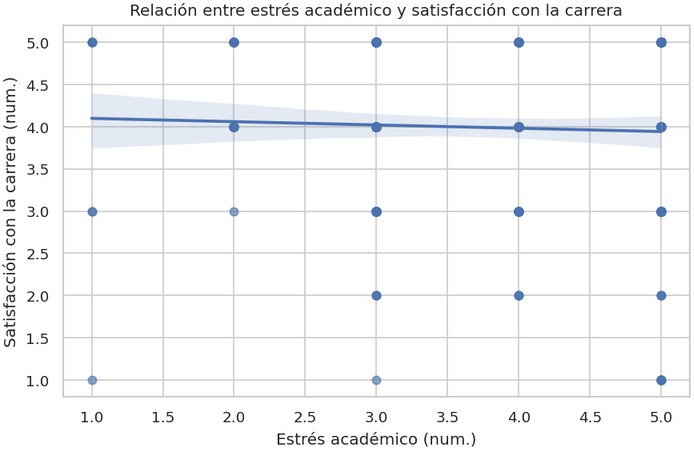 Relación entre estrés académico y satisfacción con la carrera
Satisfacción con la carrera (num.)
5.0
4.5
4.0
3.5
3.0
2.5
2.0
1.5
1.0
1.0 1.5 2.0 2.5 3.0 3.5 4.0 4.5 5.0
Estrés académico (num.)